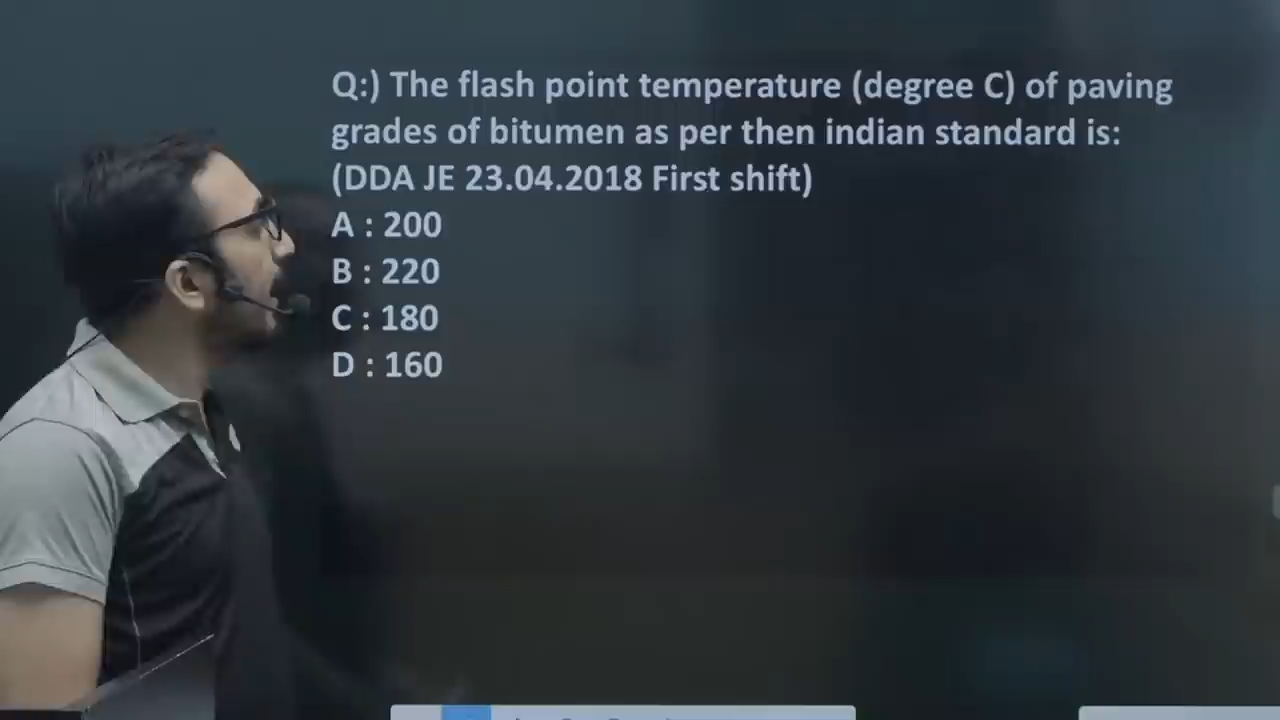 Q:) The flash point temperature (degree C) of paving
grades of bitumen as per then indian standard is:
(DDA JE 23.04.2018 First shift)
A : 200
B : 220
C : 180
D : 160